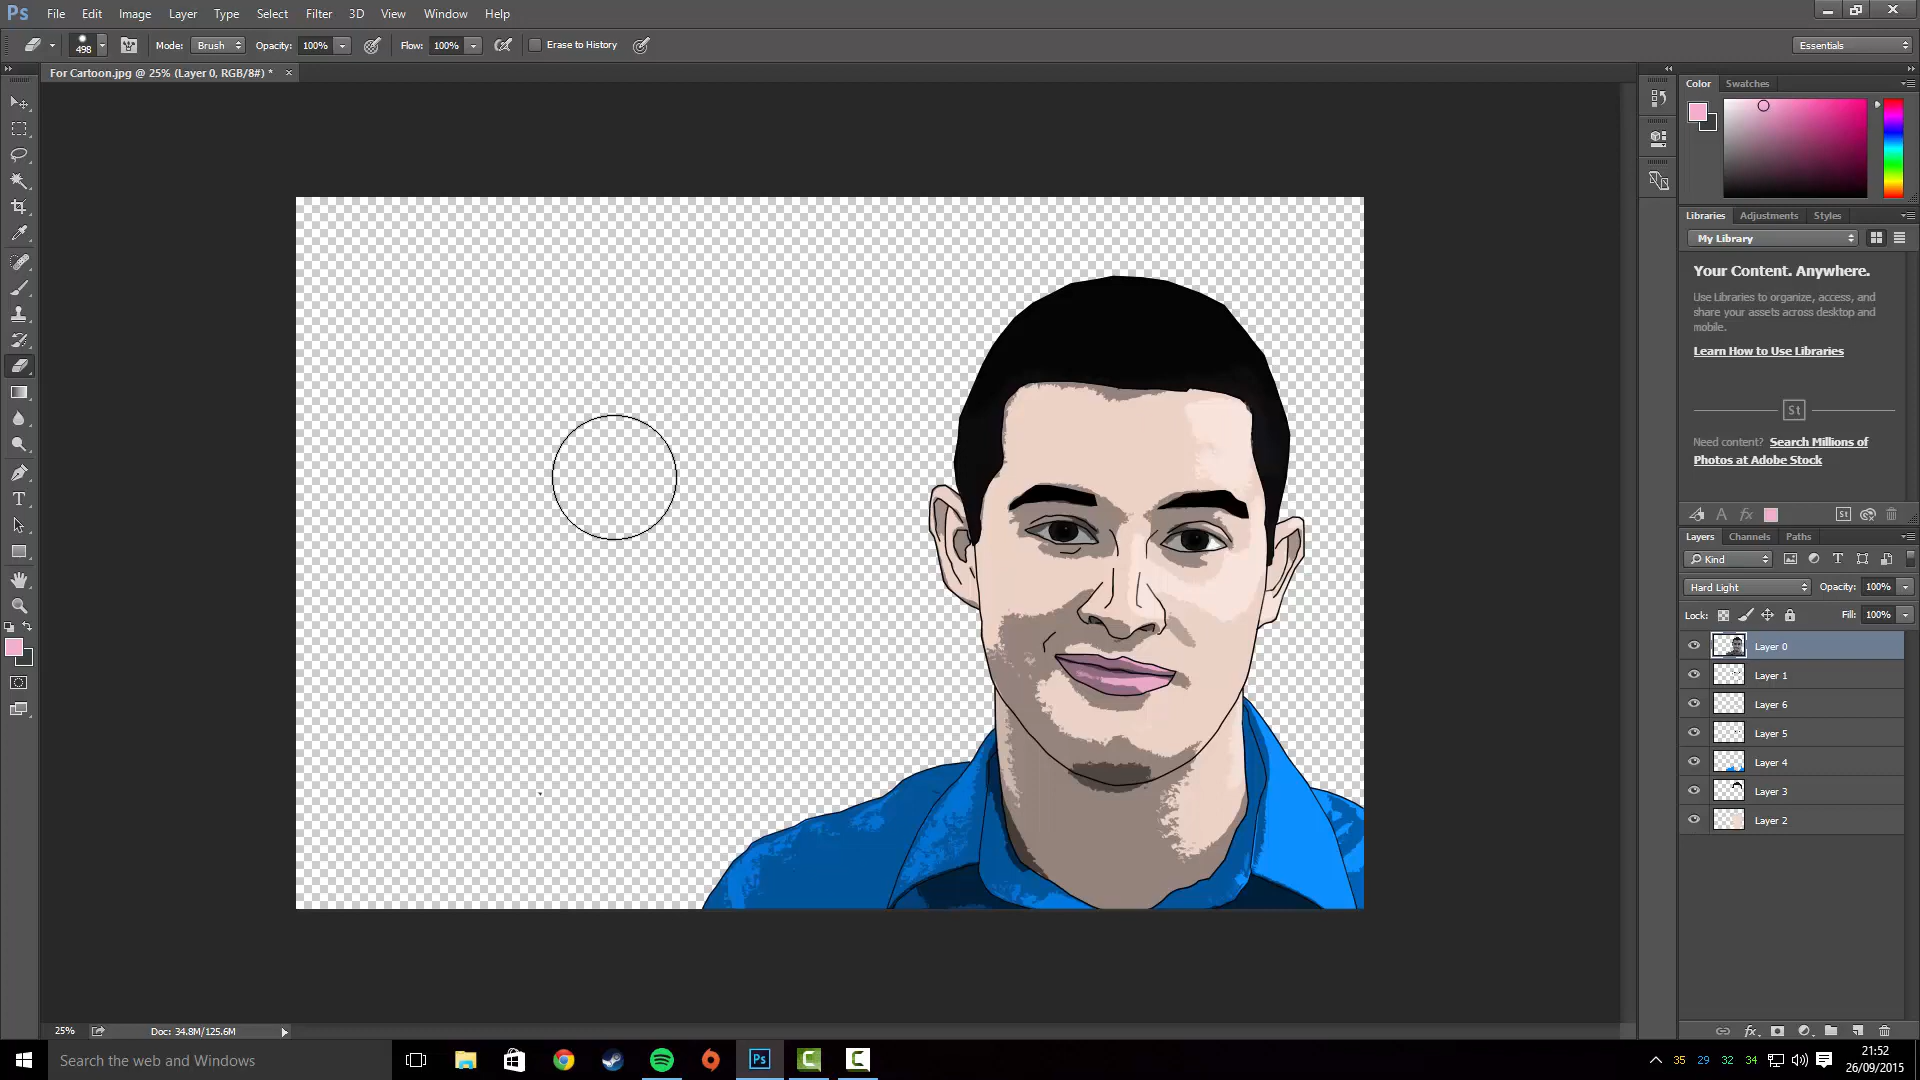 Ps File Edit Image Layer Type Select Filter 3D View Window Help
498 Mode: Brush Opacity: 100% Flow: 100% Erase to History Essentials
For Cartoon.jpg @ 25% (Layer 0, RGB/8#) * ×
Color Swatches
Libraries Adjustments Styles
My Library
Your Content. Anywhere.
Use Libraries to organize, access, and
share your assets across desktop and
mobile.
Learn How to Use Libraries
St
Need content? Search Millions of
Photos at Adobe Stock
A fx St
Layers Channels Paths
Kind T
Hard Light Opacity: 100%
Lock: Fill: 100%
Layer 0
Layer 1
Layer 6
Layer 5
Layer 4
Layer 3
Layer 2
T
fx
25% Doc: 34.8M/125.6M
Search the web and Windows Ps C C 35 29 32 34 21:52
26/09/2015